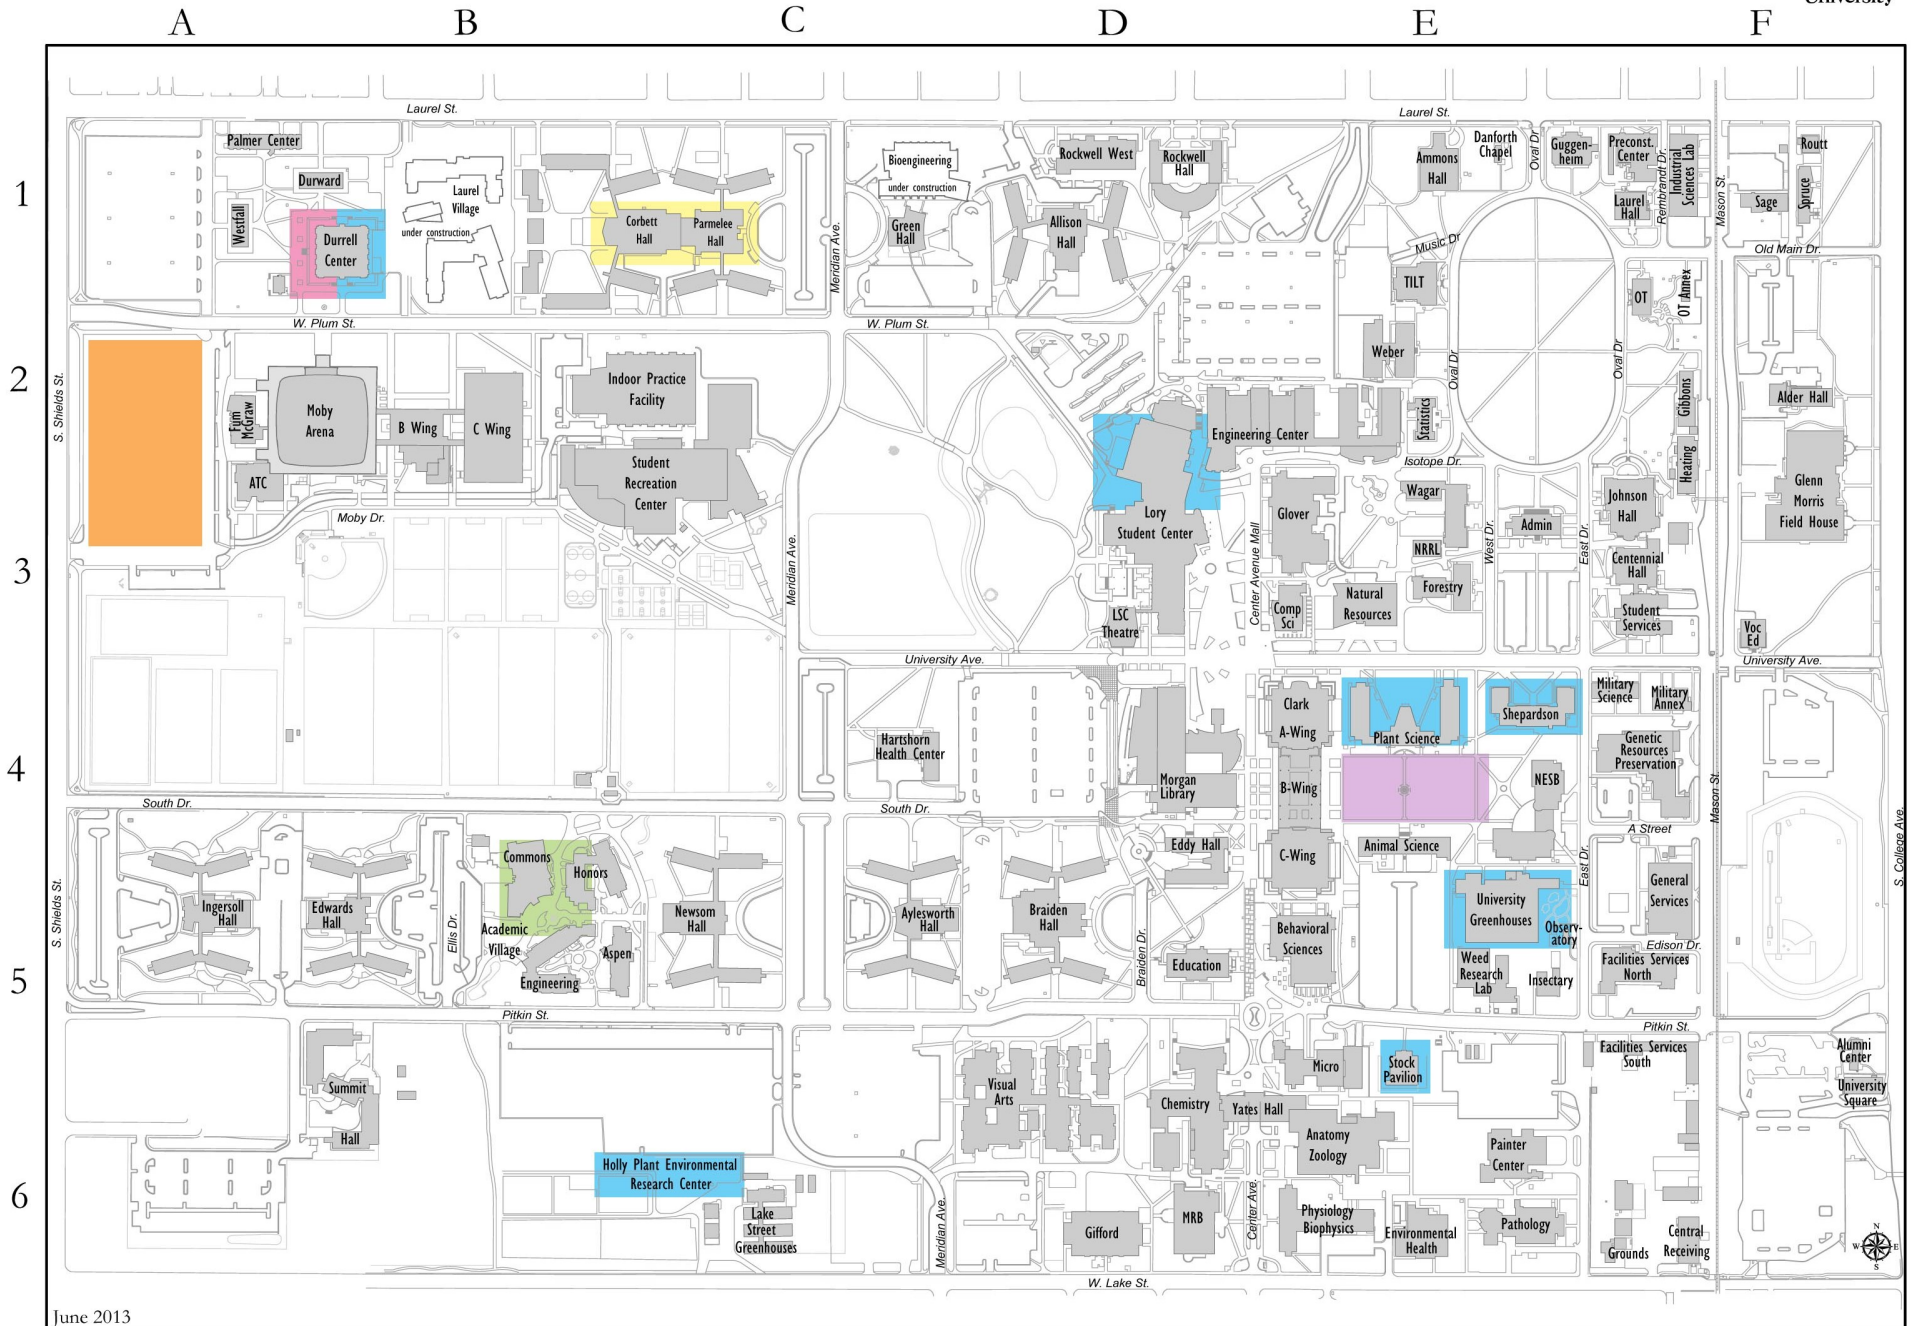 University
A B C D E F
Laurel St.
Laurel St.
1
Palmer Center
Durward
Westfall
Durrell
Center
Laurel
Village
under construction
Corbett
Hall
Parmelee
Hall
Meridian Ave.
Bioengineering
under construction
Green
Hall
Rockwell West
Rockwell
Hall
Allison
Hall
Ammons
Hall
Danforth
Chapel
Oval Dr
Guggen-
heim
Preconst.
Center
Rembrandt Dr.
Industrial
Sciences Lab
Laurel
Hall
Mason St.
Routt
Sage
Spruce
Old Main Dr.
Music Dr
TILT
OT
OT Annex
W. Plum St.
W. Plum St.
2
S. Shields St.
Fum
McGraw
Moby
Arena
B Wing
C Wing
ATC
Indoor Practice
Facility
Student
Recreation
Center
Moby Dr.
Weber
Oval Dr
Oval Dr
Statistics
Engineering Center
Isotope Dr.
Gibbons
Heating
Alder Hall
Glenn
Morris
Field House
3
Meridian Ave.
Lory
Student Center
LSC
Theatre
Center Avenue Mall
Glover
Comp
Sci
Wagar
NRRL
Forestry
Natural
Resources
West Dr.
Admin
East Dr.
Johnson
Hall
Centennial
Hall
Student
Services
Voc
Ed
University Ave.
University Ave.
4
Hartshorn
Health Center
Morgan
Library
Clark
A-Wing
B-Wing
C-Wing
Plant Science
Shepardson
NESB
Military
Science
Military
Annex
Genetic
Resources
Preservation
Mason St.
South Dr.
South Dr.
A Street
S. College Ave.
5
S. Shields St.
Ingersoll
Hall
Edwards
Hall
Ellis Dr.
Commons
Honors
Academic
Village
Aspen
Engineering
Newsom
Hall
Aylesworth
Hall
Braiden
Hall
Braiden Dr.
Eddy Hall
Education
Behavioral
Sciences
Animal Science
University
Greenhouses
Observ-
atory
Weed
Research
Lab
Insectary
East Dr.
General
Services
Edison Dr.
Facilities Services
North
Pitkin St.
Pitkin St.
6
Summit
Hall
Holly Plant Environmental
Research Center
Lake
Street
Greenhouses
Meridian Ave.
Visual
Arts
Gifford
Chemistry
MRB
Center Ave.
Micro
Yates Hall
Anatomy
Zoology
Physiology
Biophysics
Stock
Pavilion
Environmental
Health
Painter
Center
Pathology
Facilities Services
South
Grounds
Central
Receiving
Alumni
Center
University
Square
N
W E
S
W. Lake St.
June 2013